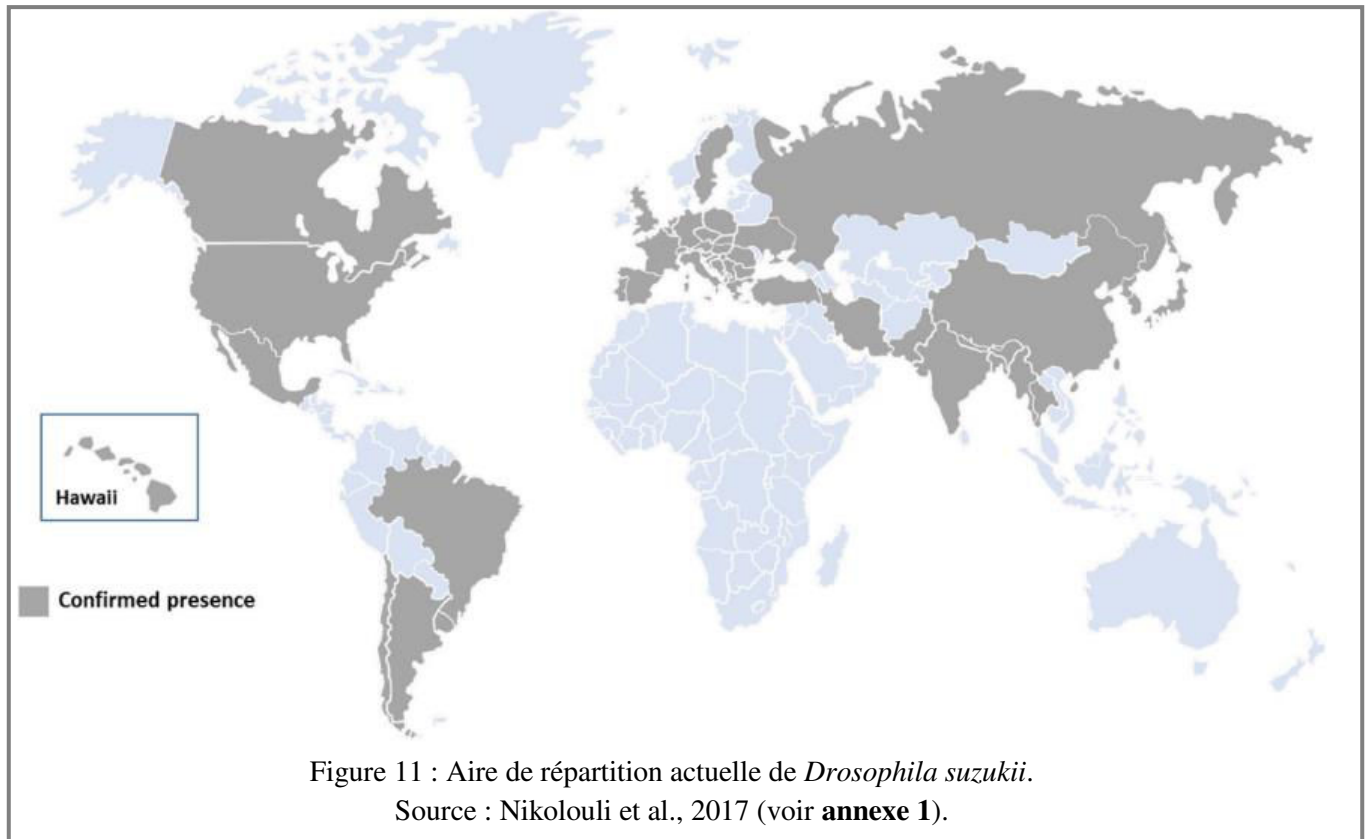 Hawaii
Confirmed presence
Figure 11 : Aire de répartition actuelle de Drosophila suzukii.
Source : Nikolouli et al., 2017 (voir annexe 1).